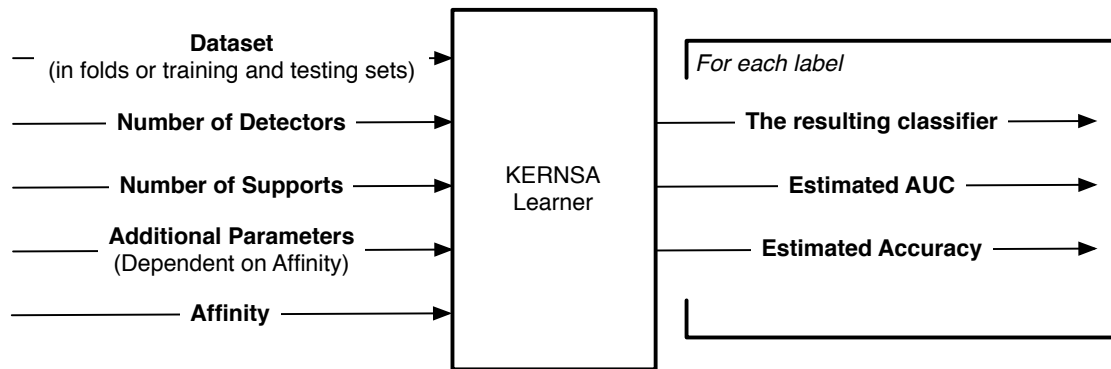 Dataset
(in folds or training and testing sets)
Number of Detectors
Number of Supports
Additional Parameters
(Dependent on Affinity)
Affinity
KERNSA
Learner
For each label
The resulting classifier
Estimated AUC
Estimated Accuracy